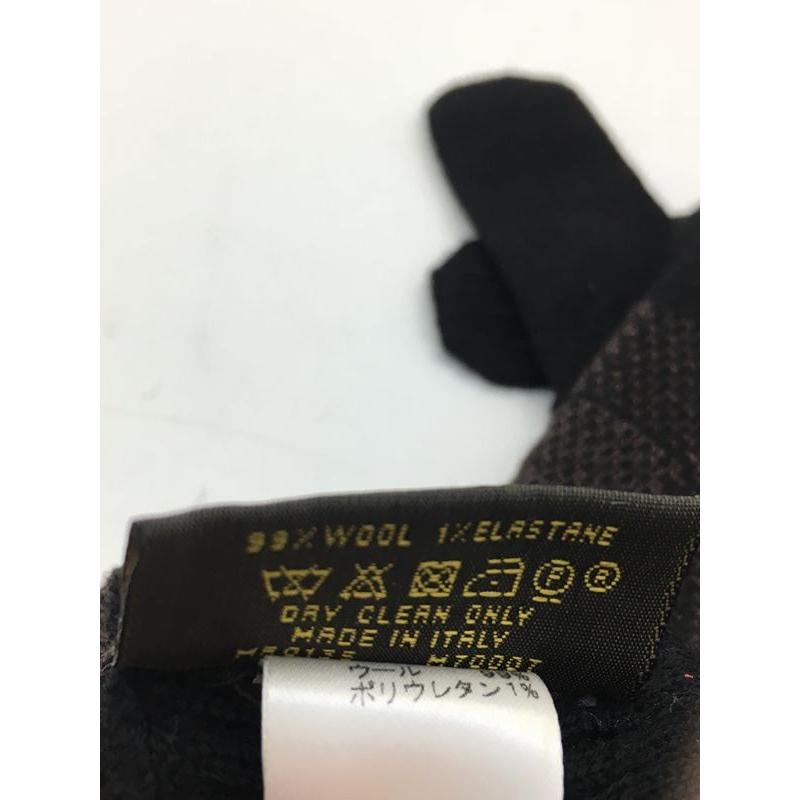 99% WOOL 1% ELASTANE
Ⓟ ®
DRY CLEAN ONLY
MADE IN ITALY
ウール 99%
ポリウレタン 1%